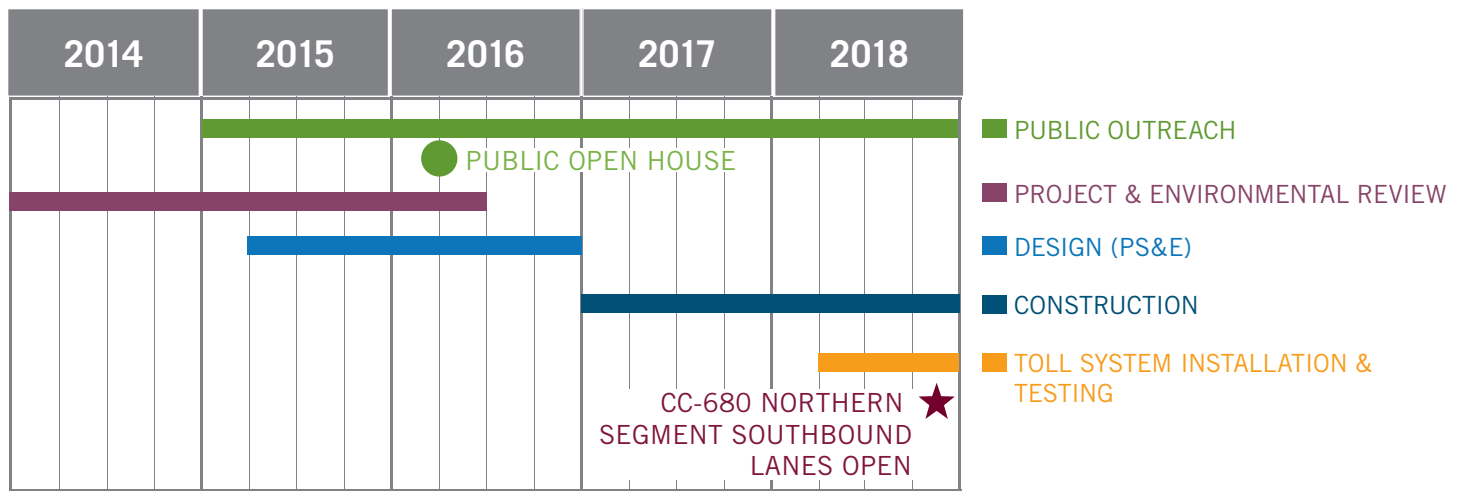 2014 2015 2016 2017 2018
PUBLIC OUTREACH
PUBLIC OPEN HOUSE
PROJECT & ENVIRONMENTAL REVIEW
DESIGN (PS&E)
CONSTRUCTION
TOLL SYSTEM INSTALLATION &
TESTING
CC-680 NORTHERN
SEGMENT SOUTHBOUND
LANES OPEN